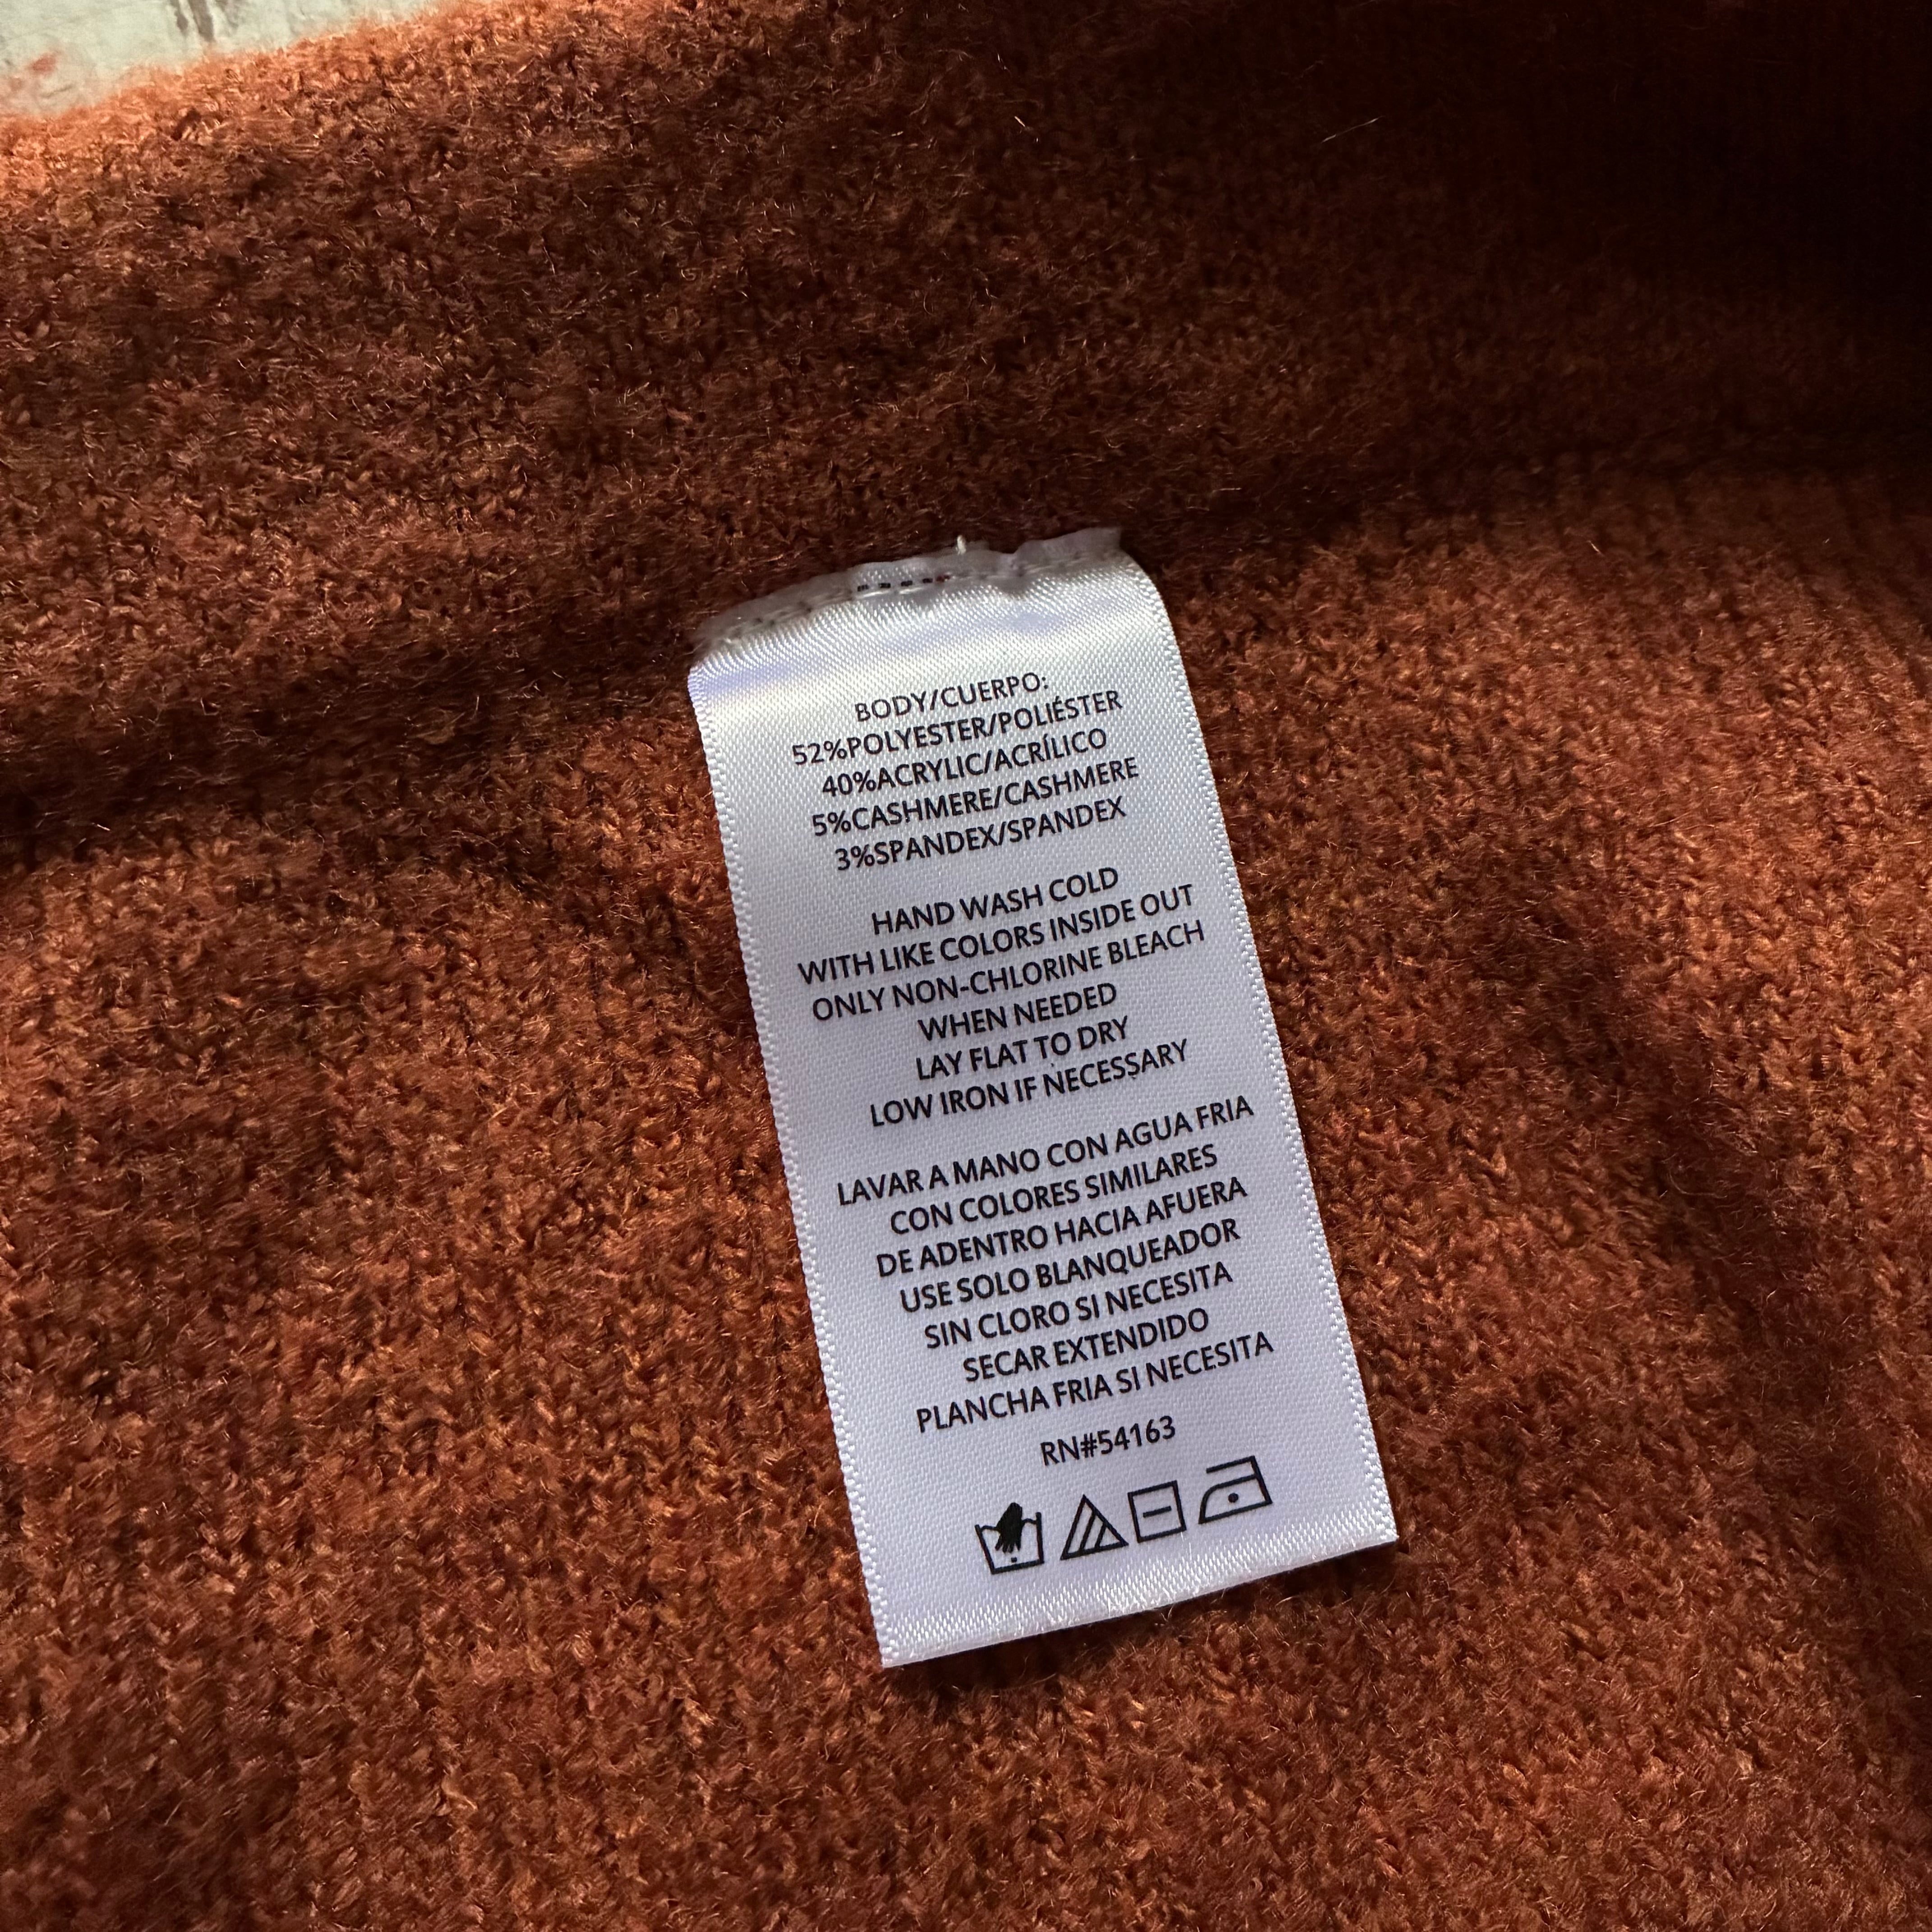 BODY/CUERPO:
52%POLYESTER/POLIÉSTER
40%ACRYLIC/ACRÍLICO
5%CASHMERE/CASHMERE
3%SPANDEX/SPANDEX
HAND WASH COLD
WITH LIKE COLORS INSIDE OUT
ONLY NON-CHLORINE BLEACH
WHEN NEEDED
LAY FLAT TO DRY
LOW IRON IF NECESSARY
LAVAR A MANO CON AGUA FRIA
CON COLORES SIMILARES
DE ADENTRO HACIA AFUERA
USE SOLO BLANQUEADOR
SIN CLORO SI NECESITA
SECAR EXTENDIDO
PLANCHA FRIA SI NECESITA
RN#54163